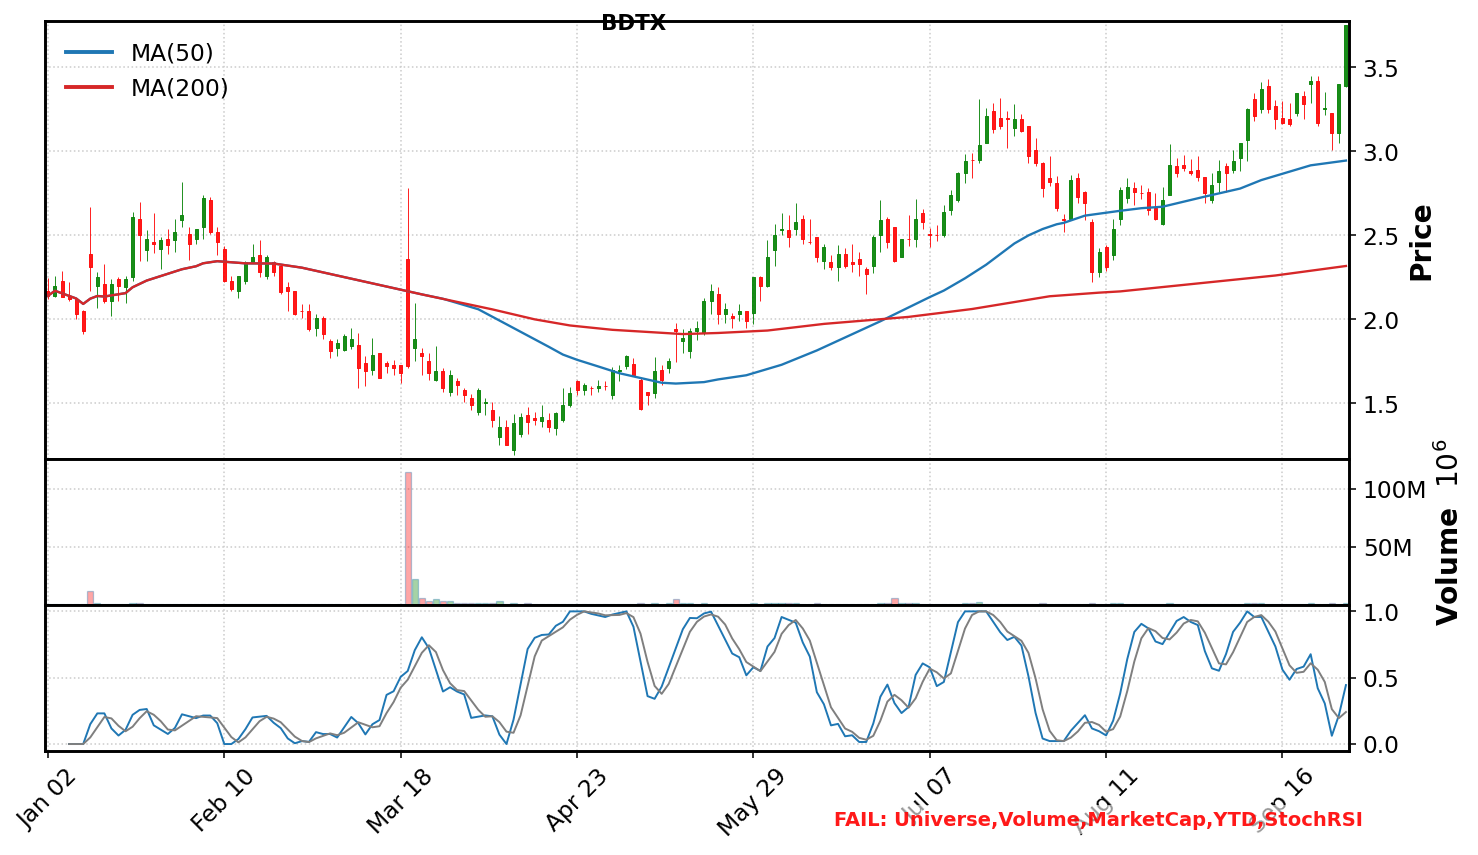 BDTX
MA(50)
MA(200)
3.5
3.0
2.5
2.0
1.5
Price
100M
50M
Volume 10⁶
1.0
0.5
0.0
Jan 02
Feb 10
Mar 18
Apr 23
May 29
Jul 07
Aug 11
Sep 16
FAIL: Universe,Volume,MarketCap,YTD,StochRSI